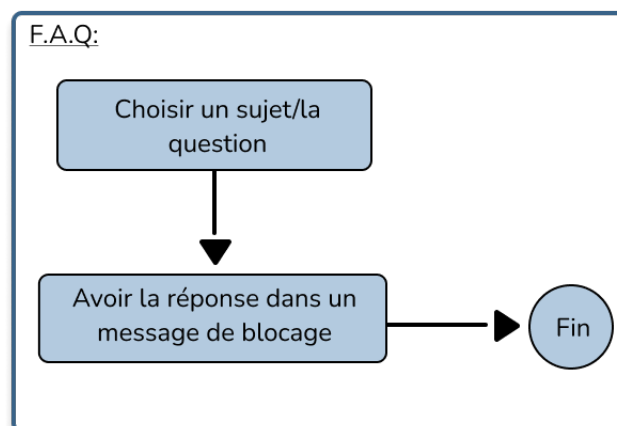 F.A.Q:
Choisir un sujet/la
question
Avoir la réponse dans un
message de blocage
Fin